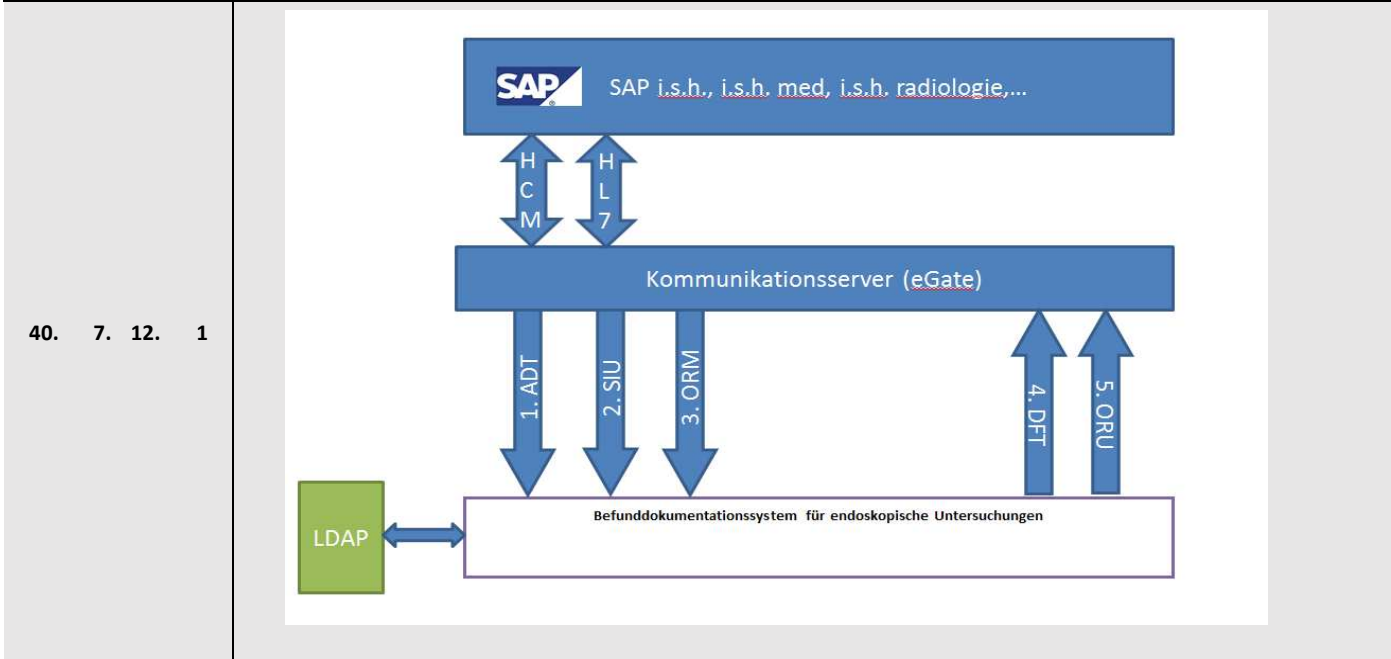 40. 7. 12. 1
SAP
®
SAP i.s.h., i.s.h. med, i.s.h. radiologie,...
H
C
M
H
L
7
Kommunikationsserver (eGate)
1. ADT
2. SIU
3. ORM
4. DFT
5. ORU
LDAP
Befunddokumentationssystem für endoskopische Untersuchungen